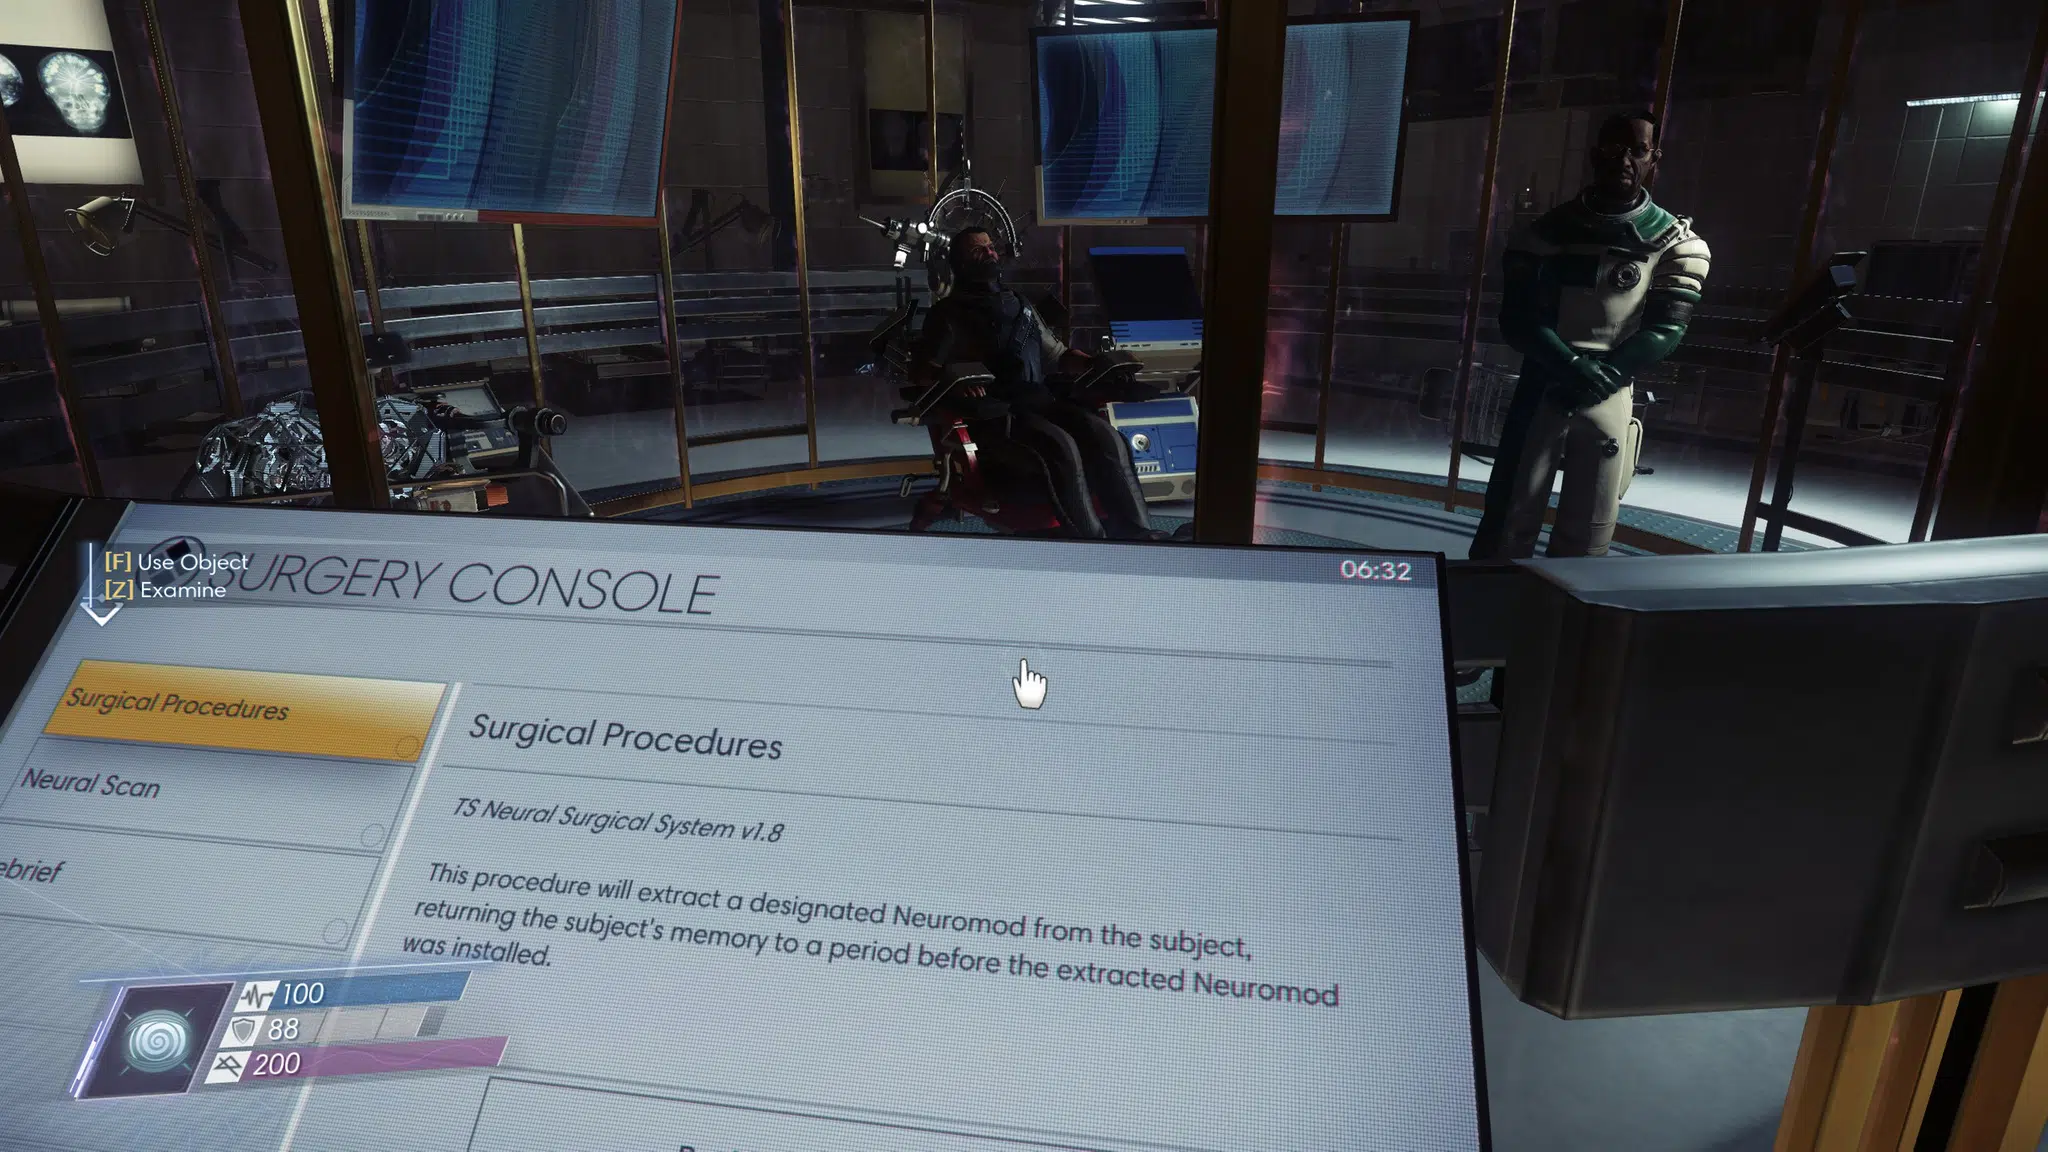 [F] Use Object
[Z] Examine
SURGERY CONSOLE
06:32
Surgical Procedures
Neural Scan
ebrief
Surgical Procedures
TS Neural Surgical System v1.8
This procedure will extract a designated Neuromod from the subject,
returning the subject's memory to a period before the extracted Neuromod
was installed.
100
88
200